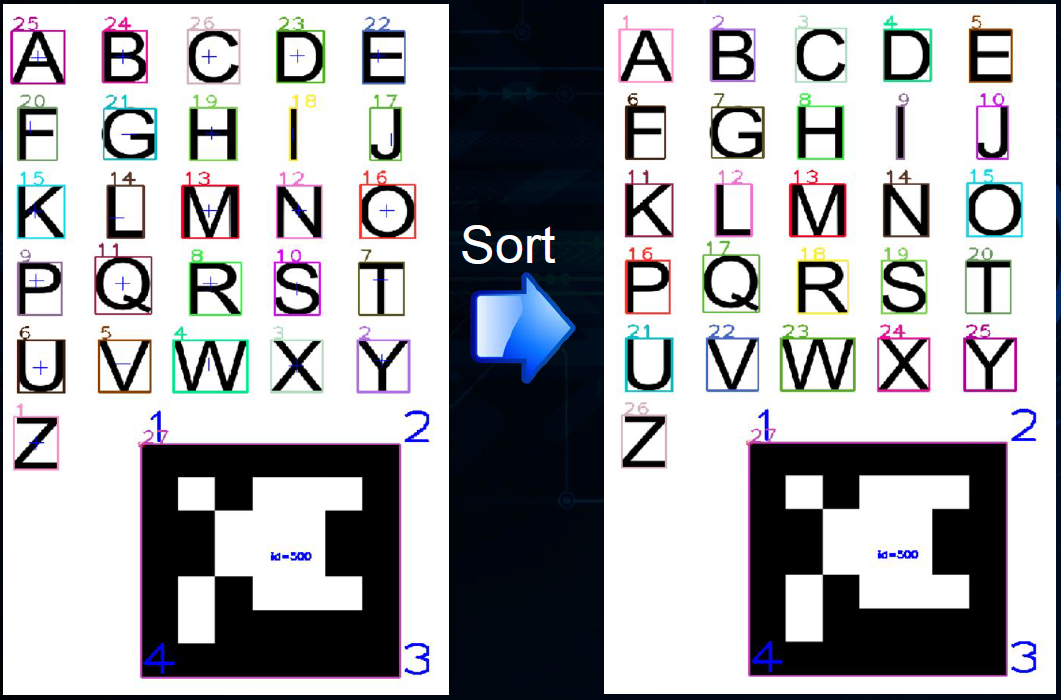 25 24 26 23 22
A B C D E
20 21 19 18 17
F G H I J
15 14 13 12 16
K L M N O
9 11 8 10 7
P Q R S T
6 5 4 3 2
U V W X Y
1
Z
1 2
27
id=500
4 3
Sort
1 2 3 4 5
A B C D E
6 7 8 9 10
F G H I J
11 12 13 14 15
K L M N O
16 17 18 19 20
P Q R S T
21 22 23 24 25
U V W X Y
26
Z
1 2
27
id=500
4 3